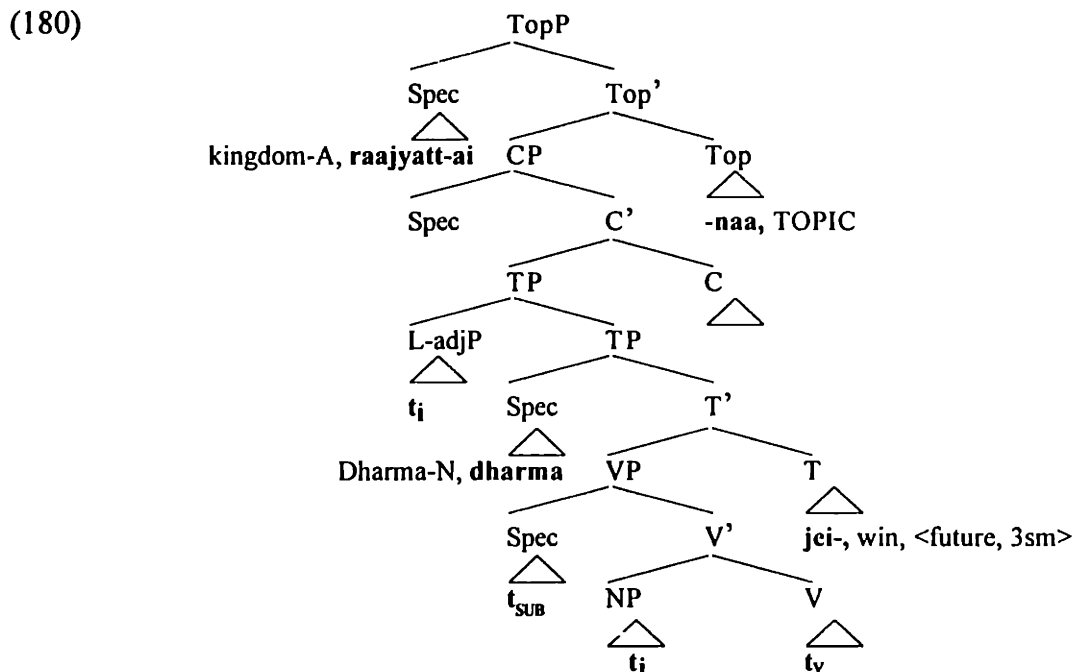 (180)
TopP
Spec Top’
kingdom-A, raajyatt-ai CP Top
Spec C’ -naa, TOPIC
TP C
L-adjP TP
ti Spec T’
Dharma-N, dharma VP T
Spec V’ jci-, win, <future, 3sm>
tSUB NP V
ti tv